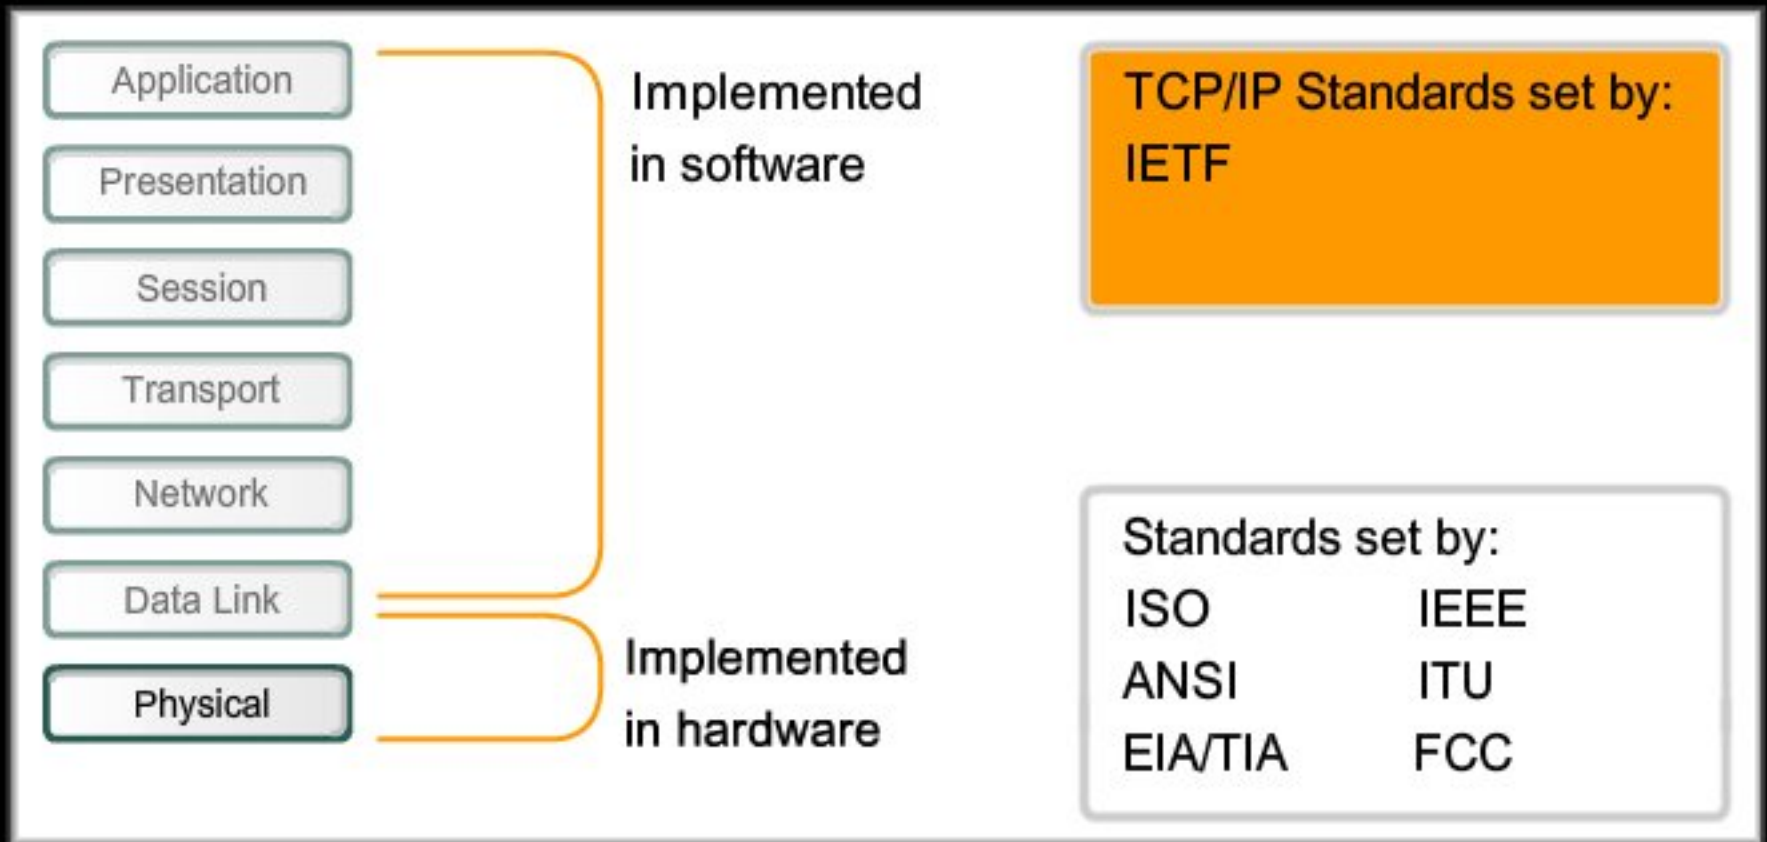 Application
Presentation
Session
Transport
Network
Data Link
Physical
Implemented
in software
Implemented
in hardware
TCP/IP Standards set by:
IETF
Standards set by:
ISO IEEE
ANSI ITU
EIA/TIA FCC